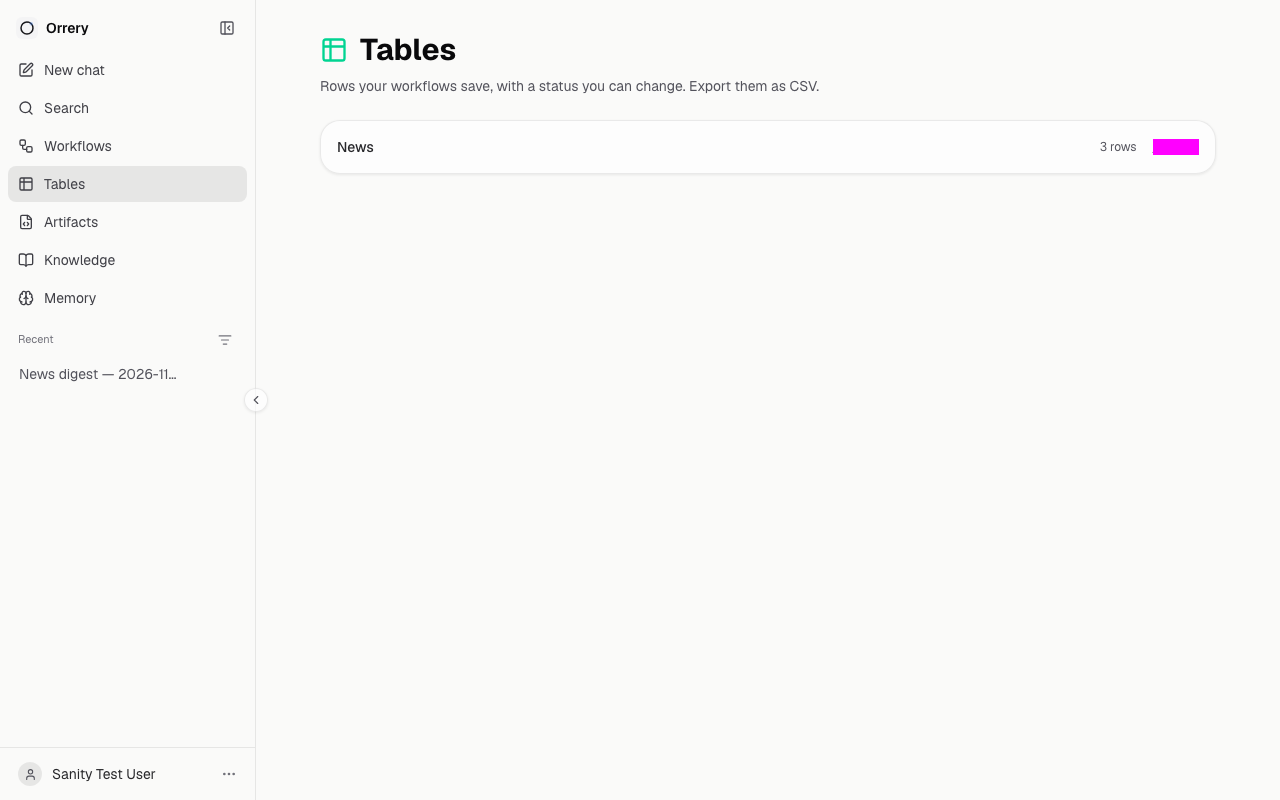 Orrery
New chat
Search
Workflows
Tables
Artifacts
Knowledge
Memory
Recent
News digest — 2026-11…
Sanity Test User
Tables
Rows your workflows save, with a status you can change. Export them as CSV.
News
3 rows